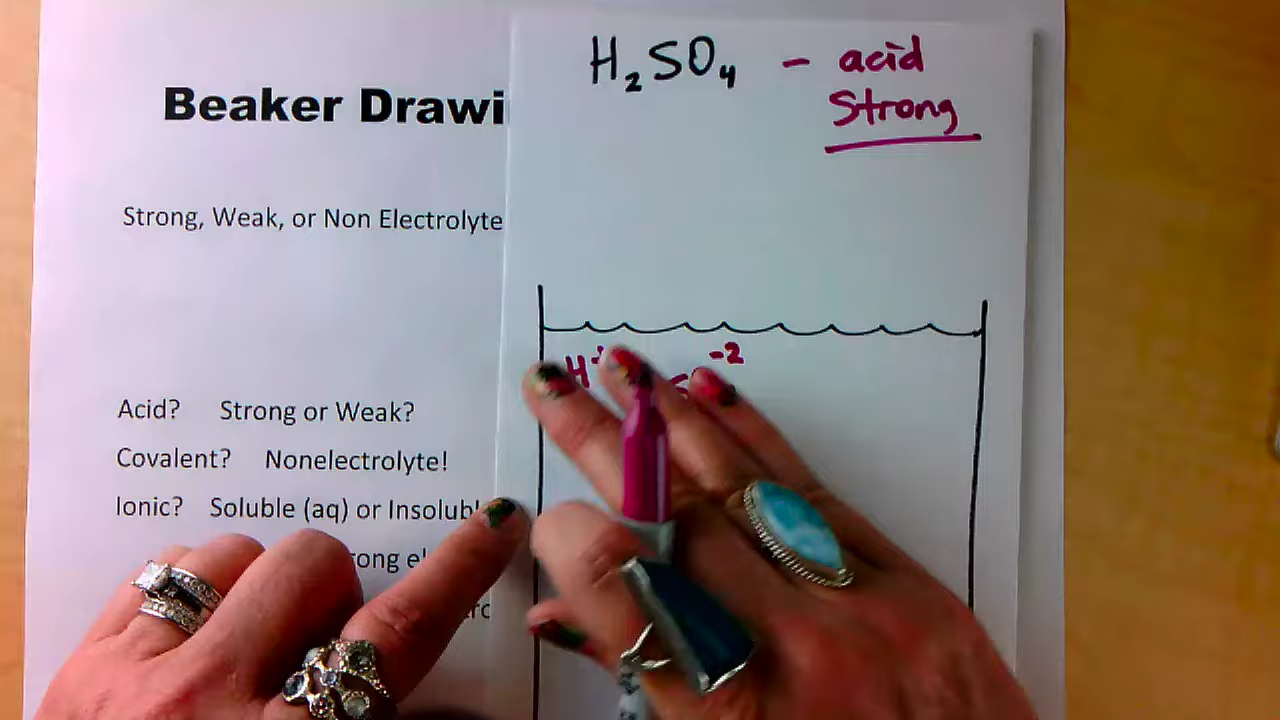 H₂SO₄ - acid
Strong
Beaker Drawi
Strong, Weak, or Non Electrolyte
H -2
Acid? Strong or Weak?
Covalent? Nonelectrolyte!
Ionic? Soluble (aq) or Insolubl